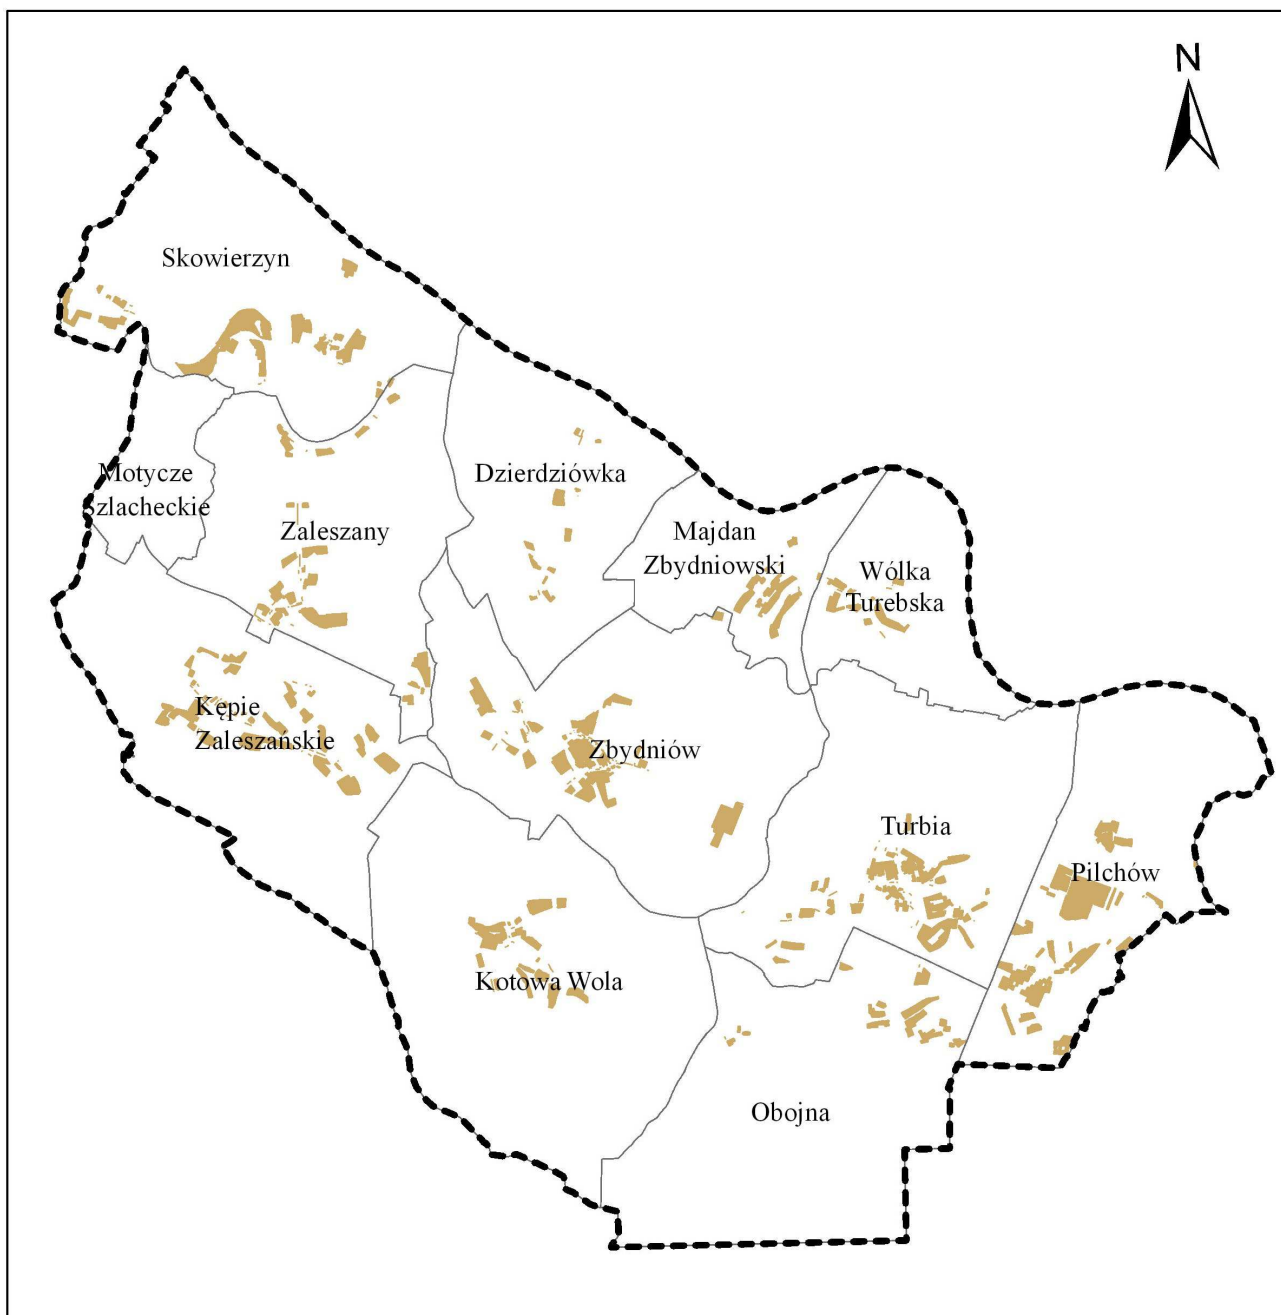 N
Skowierzyn
Motycze
Szlacheckie
Dzierdziówka
Zaleszany
Majdan
Zbydniowski
Wólka
Turebska
Kępie
Zaleszańskie
Zbydniów
Turbia
Pilchów
Kotowa Wola
Obojna